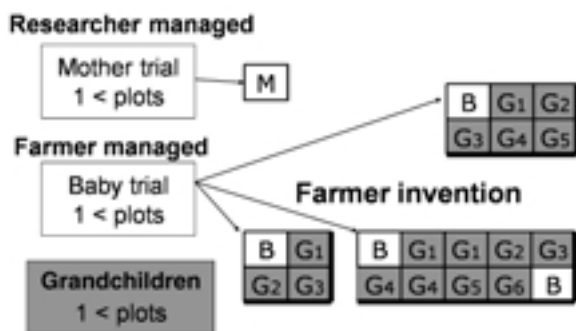 Researcher managed
Mother trial
1 < plots
M
B G1 G2
G3 G4 G5
Farmer managed
Baby trial
1 < plots
Farmer invention
B G1
G2 G3
B G1 G1 G2 G3
G4 G4 G5 G6 B
Grandchildren
1 < plots